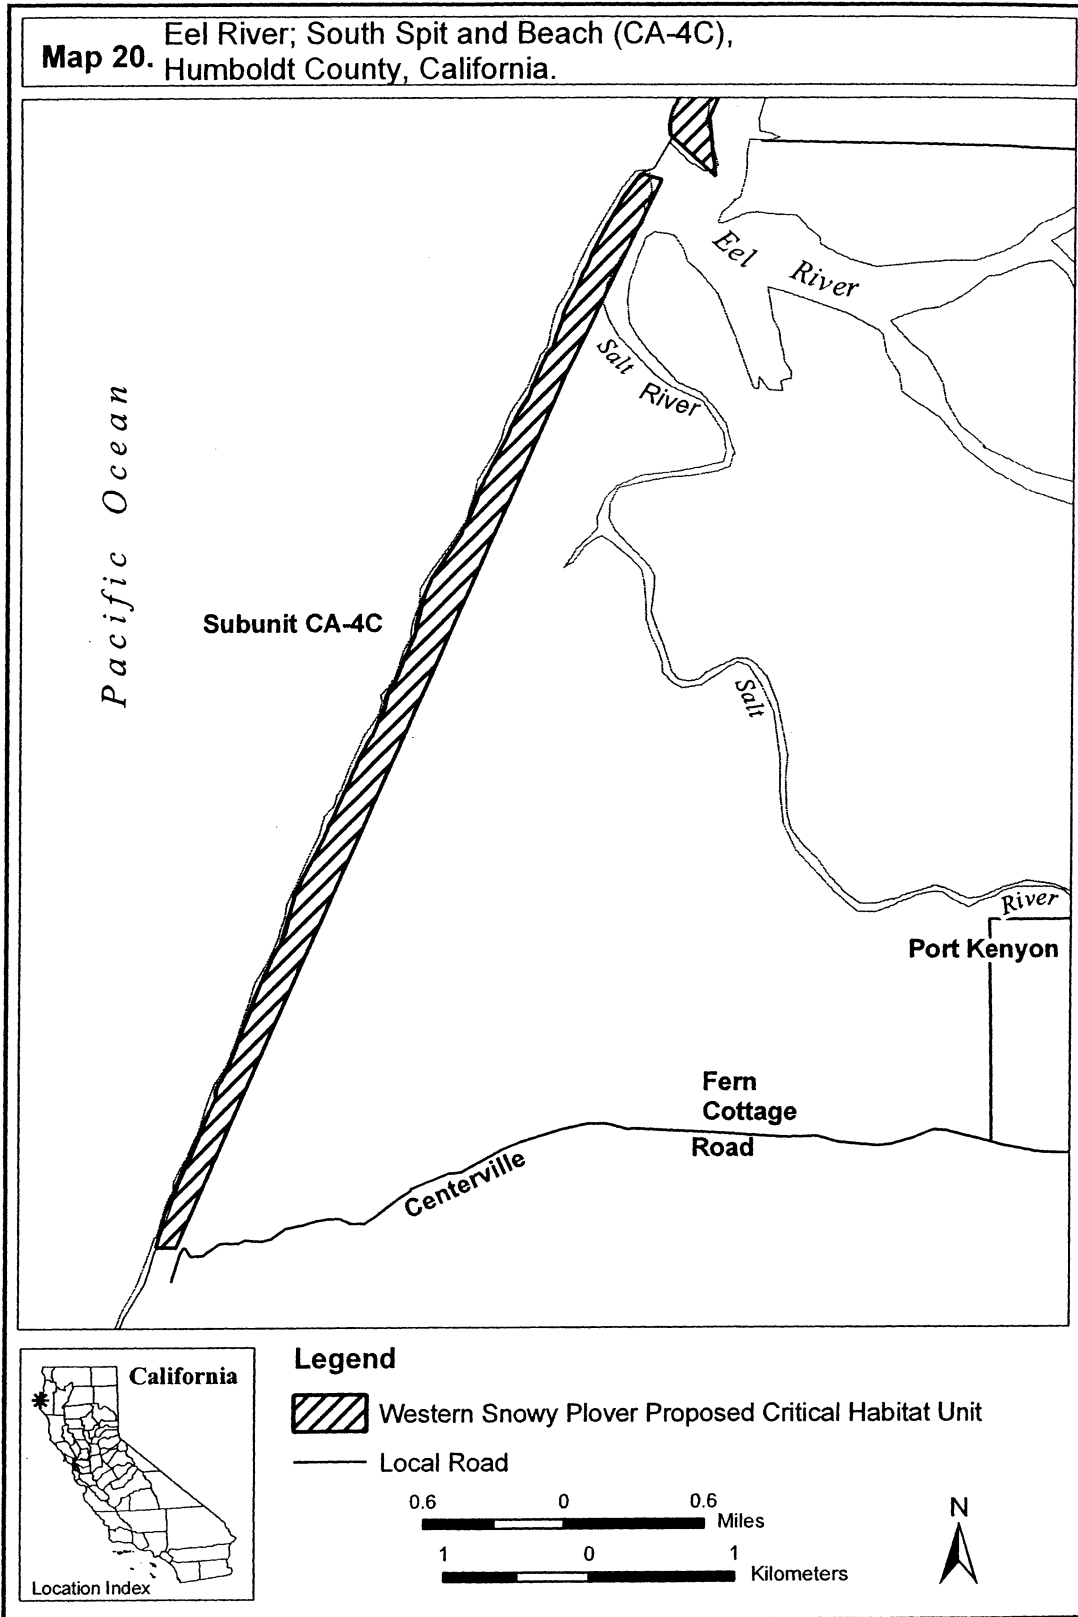 Map 20.
Eel River; South Spit and Beach (CA-4C),
Humboldt County, California.
Eel River
Salt River
Pacific Ocean
Subunit CA-4C
Salt
River
Port Kenyon
Fern
Cottage
Road
Centerville
California
Location Index
Legend
Western Snowy Plover Proposed Critical Habitat Unit
Local Road
0.6 0 0.6
Miles
1 0 1
Kilometers
N